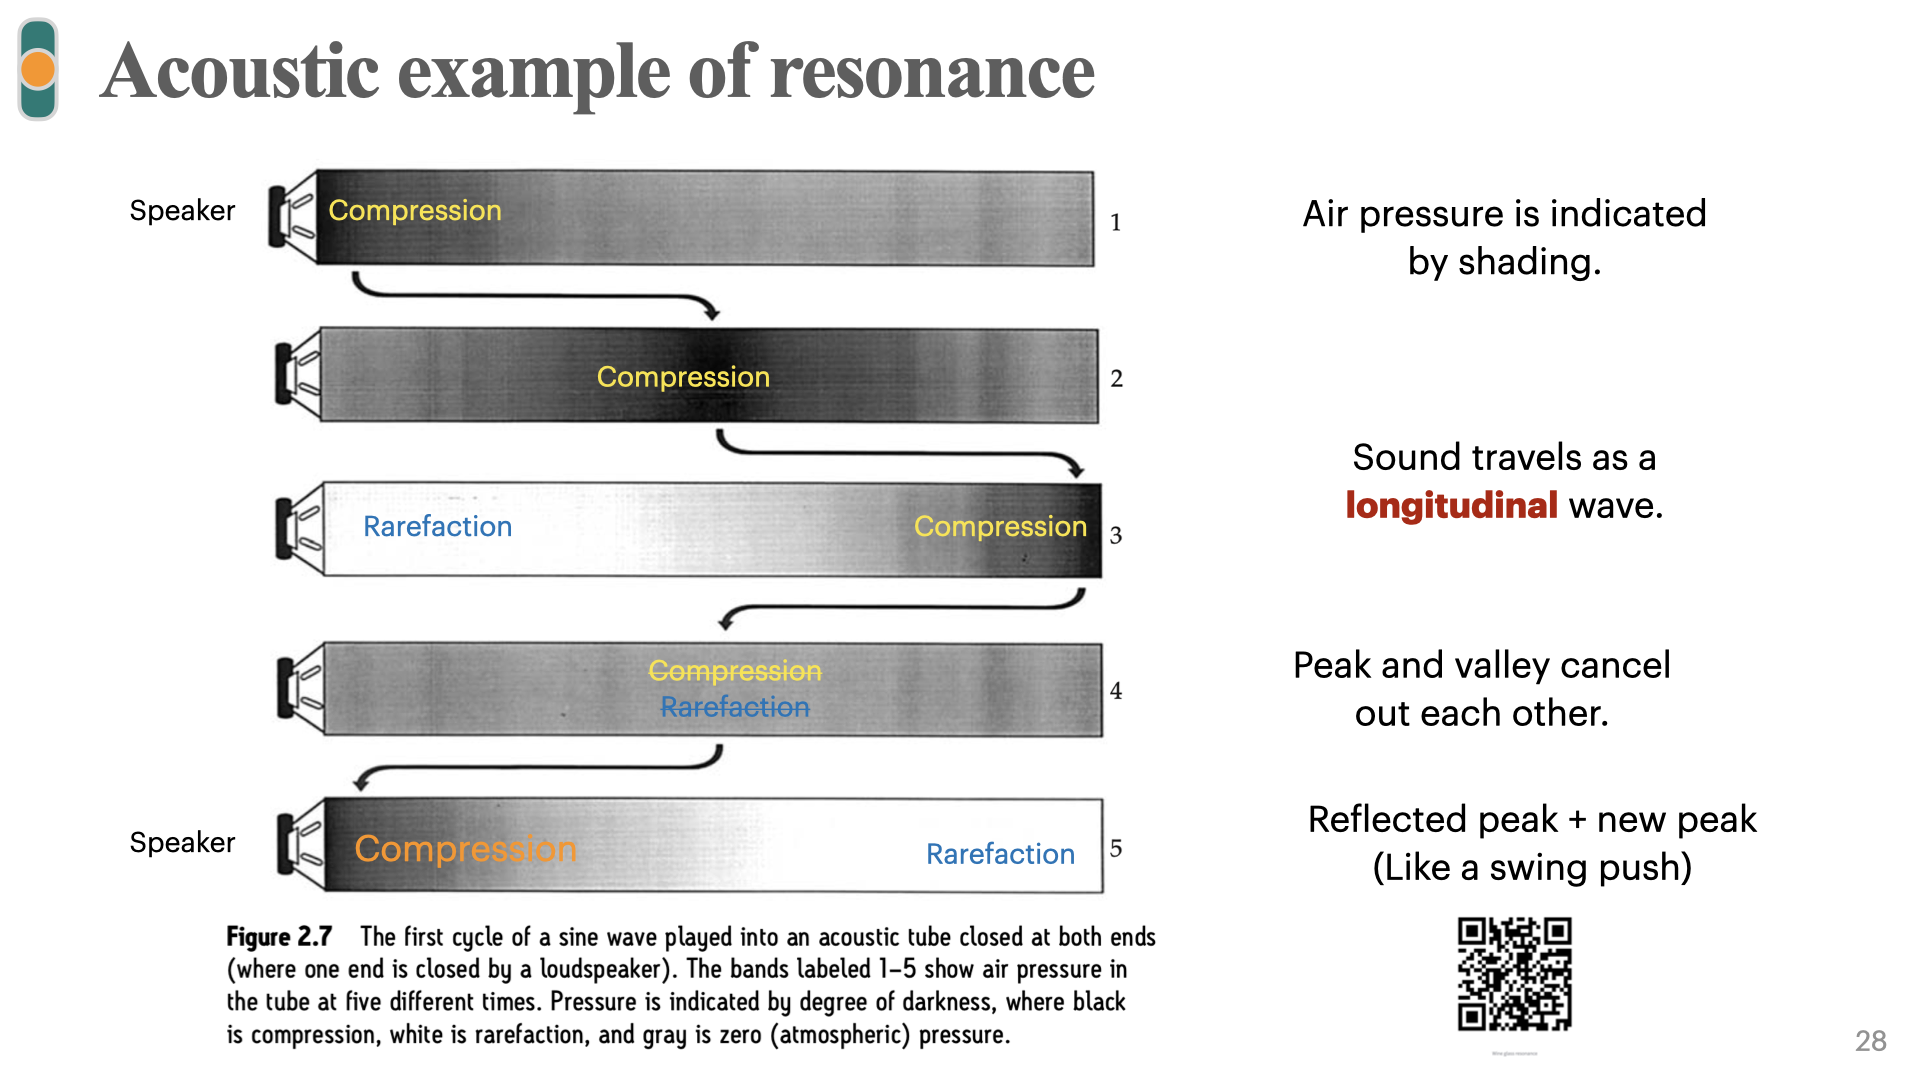 Acoustic example of resonance
Speaker
Compression
1
Air pressure is indicated
by shading.
Compression
2
Sound travels as a
longitudinal wave.
Rarefaction
Compression
3
Compression
Rarefaction
4
Peak and valley cancel
out each other.
Speaker
Compression
Rarefaction
5
Reflected peak + new peak
(Like a swing push)
Figure 2.7 The first cycle of a sine wave played into an acoustic tube closed at both ends
(where one end is closed by a loudspeaker). The bands labeled 1–5 show air pressure in
the tube at five different times. Pressure is indicated by degree of darkness, where black
is compression, white is rarefaction, and gray is zero (atmospheric) pressure.
Wine glass resonance
28